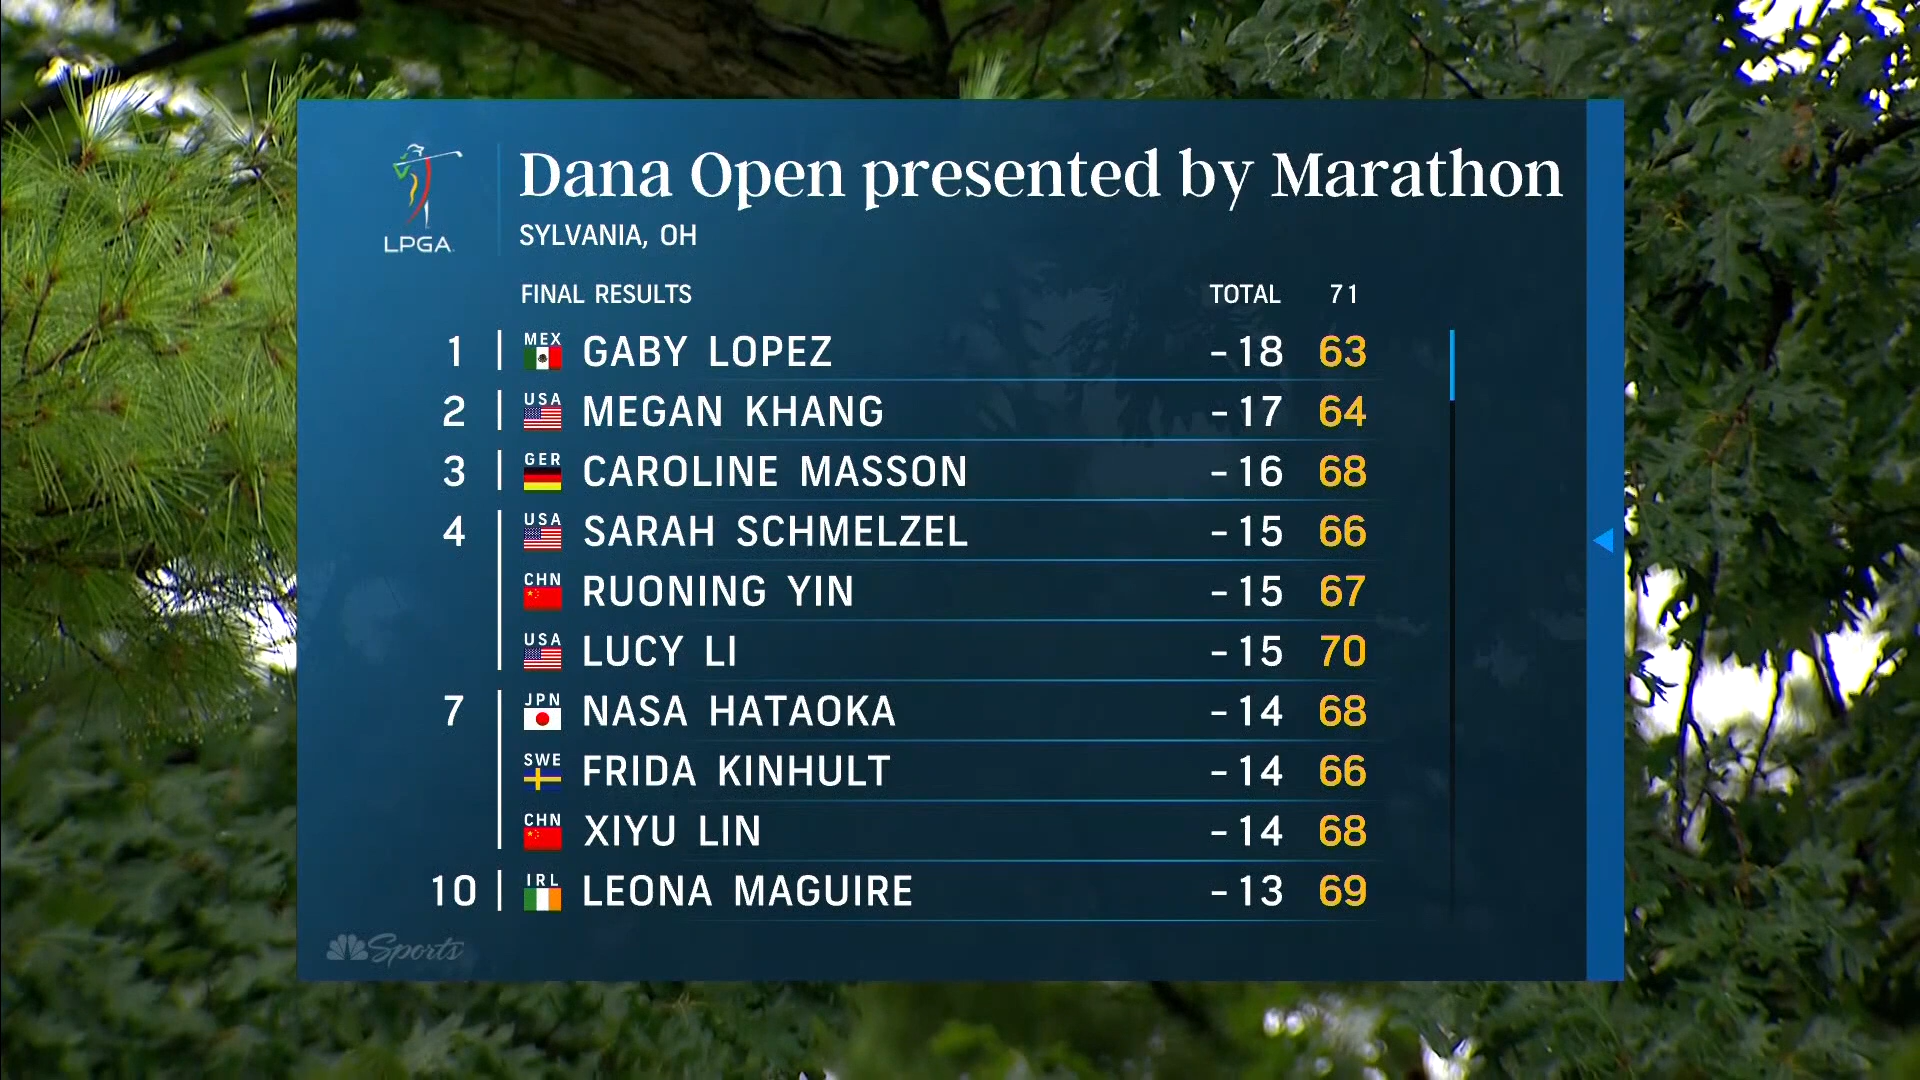 LPGA
Dana Open presented by Marathon
SYLVANIA, OH
FINAL RESULTS TOTAL 71
1 MEX GABY LOPEZ -18 63
2 USA MEGAN KHANG -17 64
3 GER CAROLINE MASSON -16 68
4 USA SARAH SCHMELZEL -15 66
CHN RUONING YIN -15 67
USA LUCY LI -15 70
7 JPN NASA HATAOKA -14 68
SWE FRIDA KINHULT -14 66
CHN XIYU LIN -14 68
10 IRL LEONA MAGUIRE -13 69
Sports